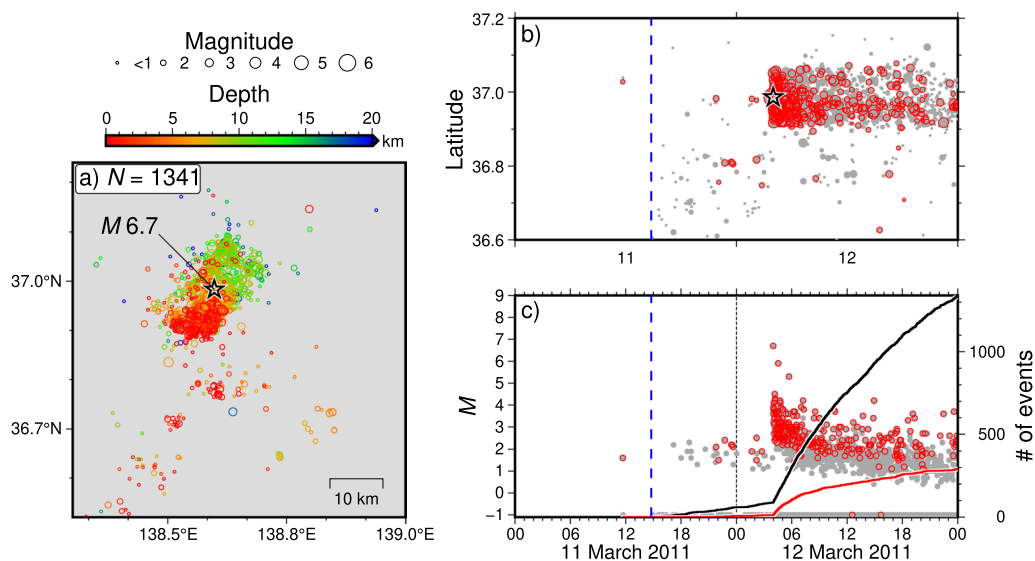 Magnitude
<1 2 3 4 5 6
Depth
0 5 10 15 20 km
a) N = 1341
M 6.7
37.0°N
36.7°N
10 km
138.5°E 138.8°E 139.0°E
b)
Latitude
37.2
37.0
36.8
36.6
11 12
c)
M
9
8
7
6
5
4
3
2
1
0
−1
1000
500
0
# of events
00 06 12 18 00 06 12 18 00
11 March 2011 12 March 2011